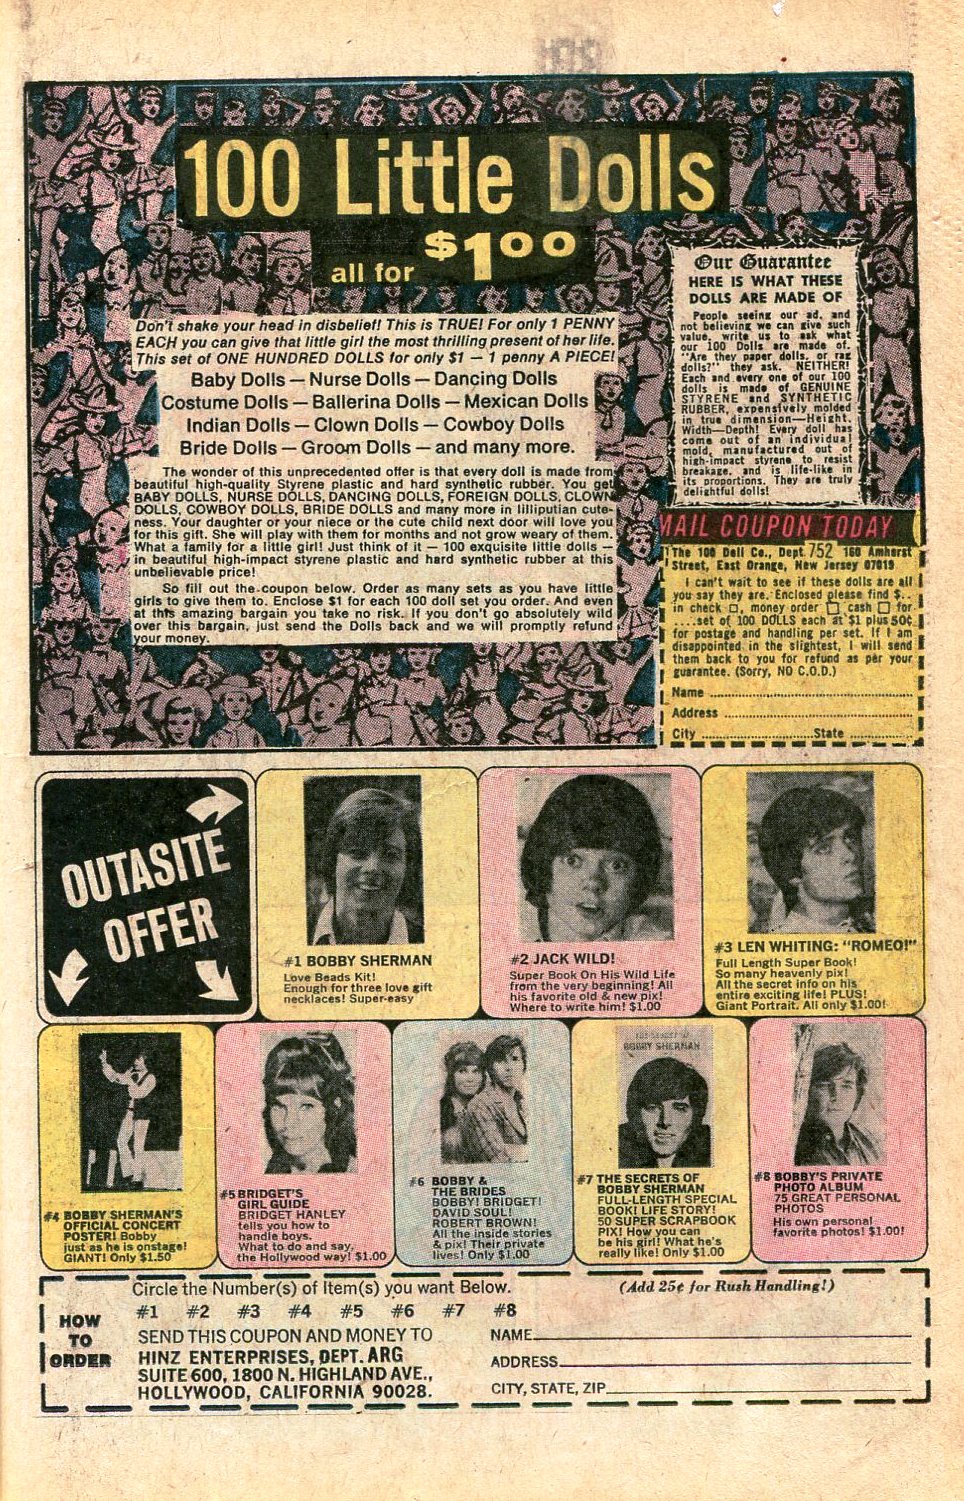 100 Little Dolls
all for $1.00
Don't shake your head in disbelief! This is TRUE! For only 1 PENNY
EACH you can give that little girl the most thrilling present of her life.
This set of ONE HUNDRED DOLLS for only $1 — 1 penny A PIECE!
Baby Dolls — Nurse Dolls — Dancing Dolls
Costume Dolls — Ballerina Dolls — Mexican Dolls
Indian Dolls — Clown Dolls — Cowboy Dolls
Bride Dolls — Groom Dolls — and many more.
The wonder of this unprecedented offer is that every doll is made from
beautiful high-quality Styrene plastic and hard synthetic rubber. You get
BABY DOLLS, NURSE DOLLS, DANCING DOLLS, FOREIGN DOLLS, CLOWN
DOLLS, COWBOY DOLLS, BRIDE DOLLS and many more in lilliputian cute-
ness. Your daughter or your niece or the cute child next door will love you
for this gift. She will play with them for months and not grow weary of them.
What a family for a little girl! Just think of it — 100 exquisite little dolls —
in beautiful high-impact styrene plastic and hard synthetic rubber at this
unbelievable price!
So fill out the coupon below. Order as many sets as you have little
girls to give them to. Enclose $1 for each 100 doll set you order. And even
at this amazing bargain you take no risk. If you don't go absolutely wild
over this bargain, just send the Dolls back and we will promptly refund
your money.
Our Guarantee
HERE IS WHAT THESE
DOLLS ARE MADE OF
People seeing our ad, and
not believing we can give such
value, write us to ask what
our 100 Dolls are made of.
"Are they paper dolls, or rag
dolls?" they ask. NEITHER!
Each and every one of our 100
dolls is made of GENUINE
STYRENE and SYNTHETIC
RUBBER, expensively molded
in true dimension—Height,
Width—Depth! Every doll has
come out of an individual
mold, manufactured out of
high-impact styrene to resist
breakage, and is life-like in
its proportions. They are truly
delightful dolls!
MAIL COUPON TODAY
The 100 Doll Co., Dept. 752 160 Amherst
Street, East Orange, New Jersey 07019
I can't wait to see if these dolls are all
you say they are. Enclosed please find $..
in check □, money order □ cash □ for
....set of 100 DOLLS each at $1 plus 50¢
for postage and handling per set. If I am
disappointed in the slightest, I will send
them back to you for refund as per your
guarantee. (Sorry, NO C.O.D.)
Name
Address
City State
OUTASITE
OFFER
#1 BOBBY SHERMAN
Love Beads Kit!
Enough for three love gift
necklaces! Super-easy
#2 JACK WILD!
Super Book On His Wild Life
from the very beginning! All
his favorite old & new pix!
Where to write him! $1.00
#3 LEN WHITING: "ROMEO!"
Full Length Super Book!
So many heavenly pix!
All the secret info on his
entire exciting life! PLUS!
Giant Portrait. All only $1.00!
#4 BOBBY SHERMAN'S
OFFICIAL CONCERT
POSTER! Bobby
just as he is onstage!
GIANT! Only $1.50
#5 BRIDGET'S
GIRL GUIDE
BRIDGET HANLEY
tells you how to
handle boys.
What to do and say,
the Hollywood way! $1.00
#6 BOBBY &
THE BRIDES
BOBBY! BRIDGET!
DAVID SOUL!
ROBERT BROWN!
All the inside stories
& pix! Their private
lives! Only $1.00
BOBBY SHERMAN
#7 THE SECRETS OF
BOBBY SHERMAN
FULL-LENGTH SPECIAL
BOOK! LIFE STORY!
50 SUPER SCRAPBOOK
PIX! How you can
be his girl! What he's
really like! Only $1.00
#8 BOBBY'S PRIVATE
PHOTO ALBUM
75 GREAT PERSONAL
PHOTOS
His own personal
favorite photos! $1.00!
Circle the Number(s) of Item(s) you want Below. (Add 25¢ for Rush Handling!)
#1 #2 #3 #4 #5 #6 #7 #8
HOW
TO
ORDER
SEND THIS COUPON AND MONEY TO
HINZ ENTERPRISES, DEPT. ARG
SUITE 600, 1800 N. HIGHLAND AVE.,
HOLLYWOOD, CALIFORNIA 90028.
NAME
ADDRESS
CITY, STATE, ZIP